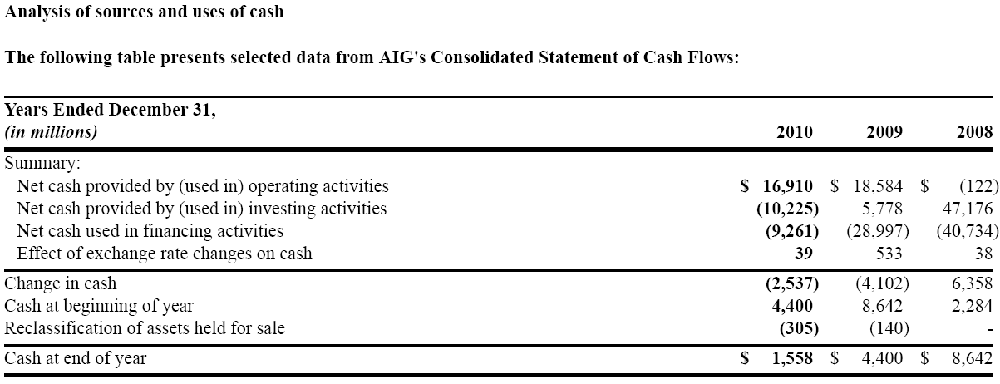 Analysis of sources and uses of cash
The following table presents selected data from AIG's Consolidated Statement of Cash Flows:
Years Ended December 31,
(in millions) 2010 2009 2008
Summary:
Net cash provided by (used in) operating activities $ 16,910 $ 18,584 $ (122)
Net cash provided by (used in) investing activities (10,225) 5,778 47,176
Net cash used in financing activities (9,261) (28,997) (40,734)
Effect of exchange rate changes on cash 39 533 38
Change in cash (2,537) (4,102) 6,358
Cash at beginning of year 4,400 8,642 2,284
Reclassification of assets held for sale (305) (140) -
Cash at end of year $ 1,558 $ 4,400 $ 8,642